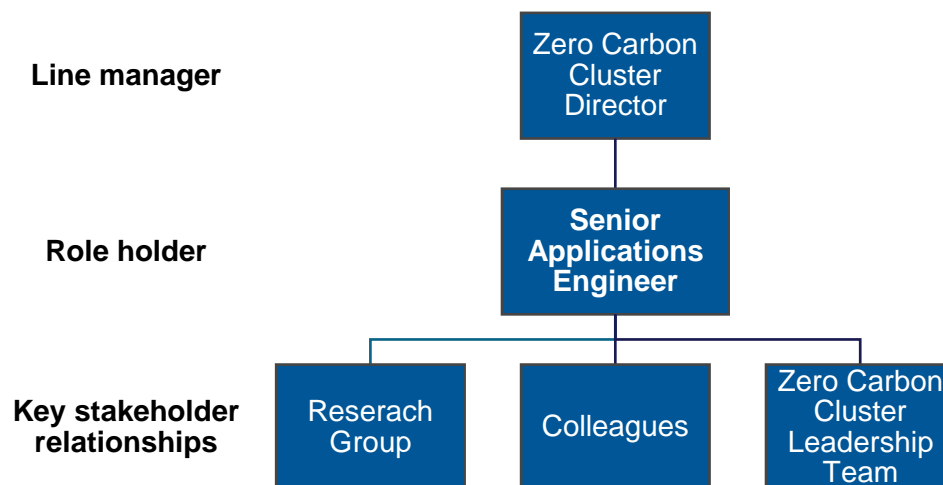 Line manager
Zero Carbon
Cluster
Director
Role holder
Senior
Applications
Engineer
Key stakeholder
relationships
Reserach
Group
Colleagues
Zero Carbon
Cluster
Leadership
Team